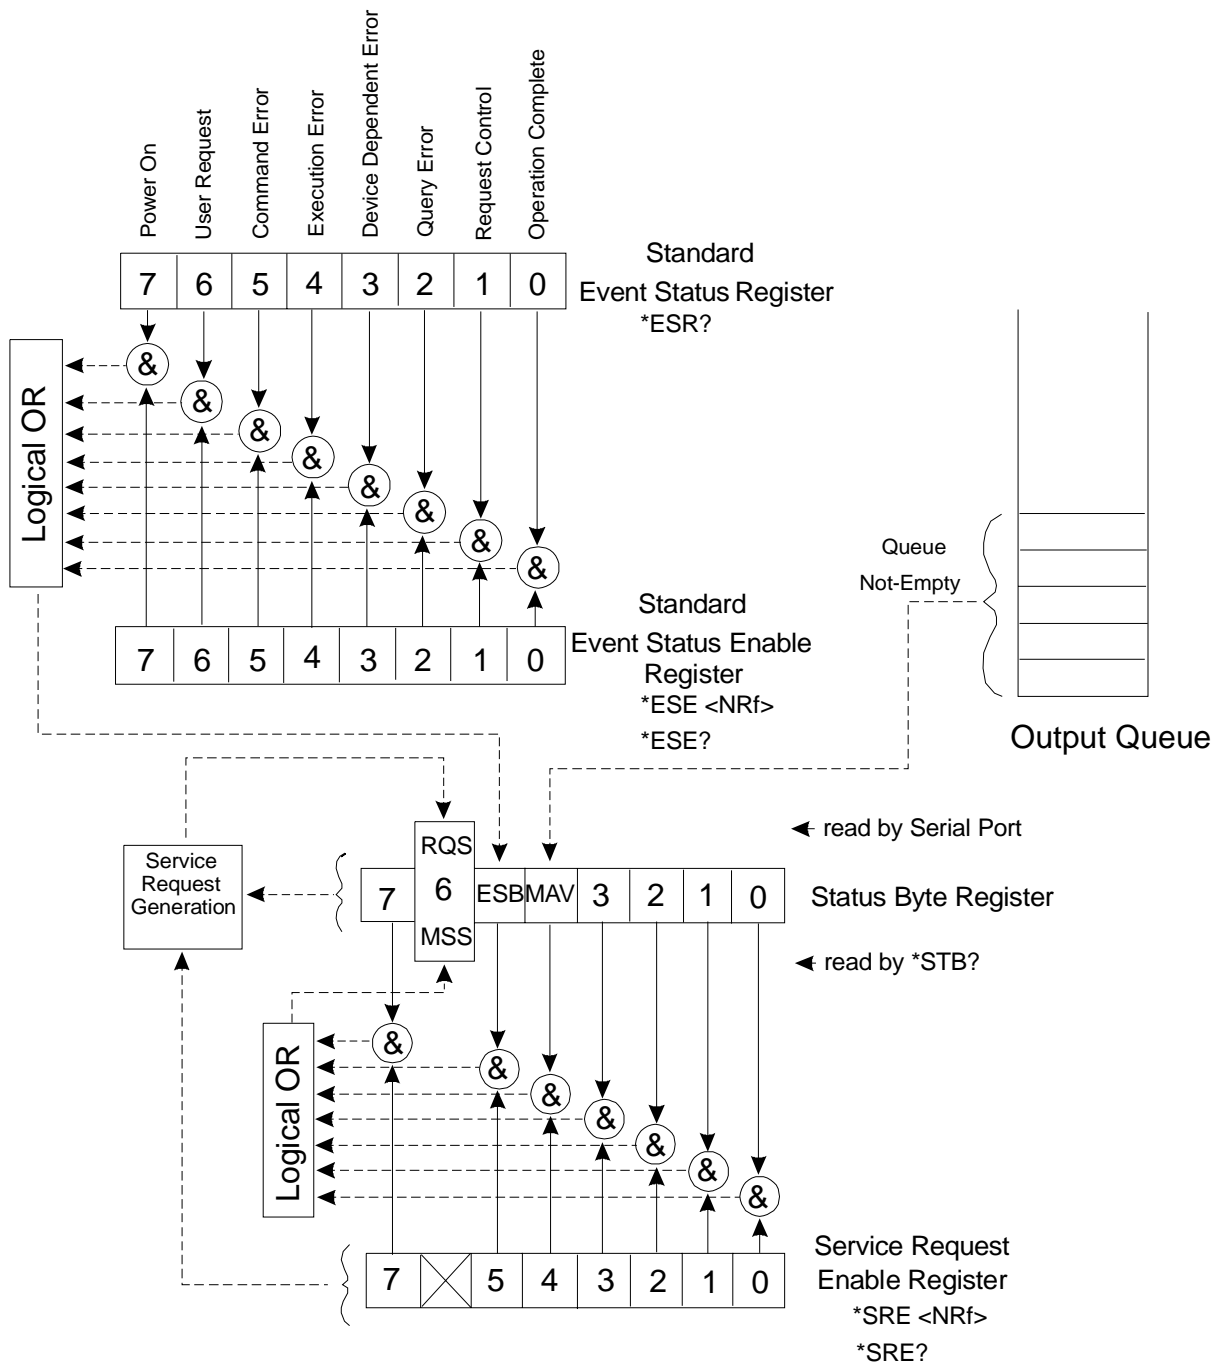 Power On
User Request
Command Error
Execution Error
Device Dependent Error
Query Error
Request Control
Operation Complete
7 6 5 4 3 2 1 0
Standard
Event Status Register
*ESR?
& & & & & & & &
Logical OR
Queue
Not-Empty
Output Queue
7 6 5 4 3 2 1 0
Standard
Event Status Enable
Register
*ESE <NRf>
*ESE?
read by Serial Port
Service
Request
Generation
RQS
7 6 ESB MAV 3 2 1 0
MSS
Status Byte Register
read by *STB?
& & & & & & &
Logical OR
7 5 4 3 2 1 0
Service Request
Enable Register
*SRE <NRf>
*SRE?